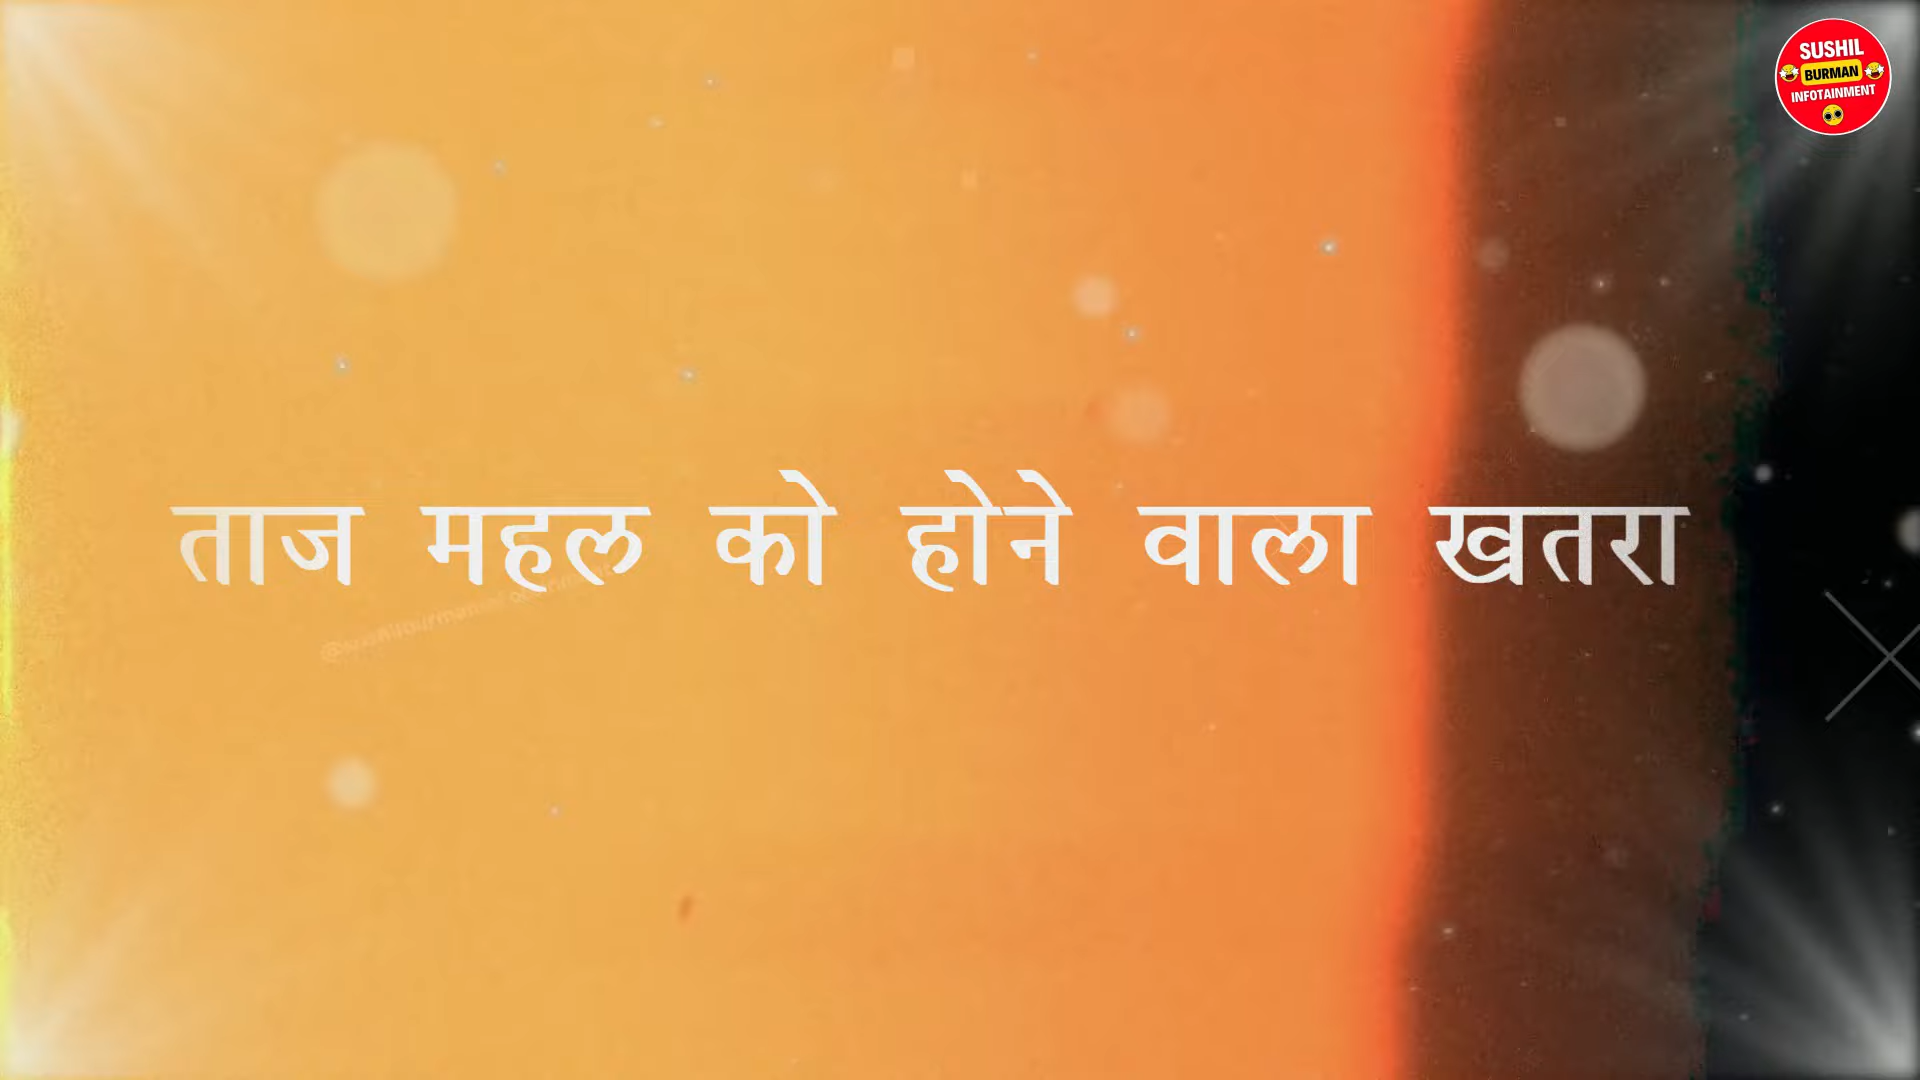 SUSHIL
BURMAN
INFOTAINMENT
ताज महल को होने वाला खतरा